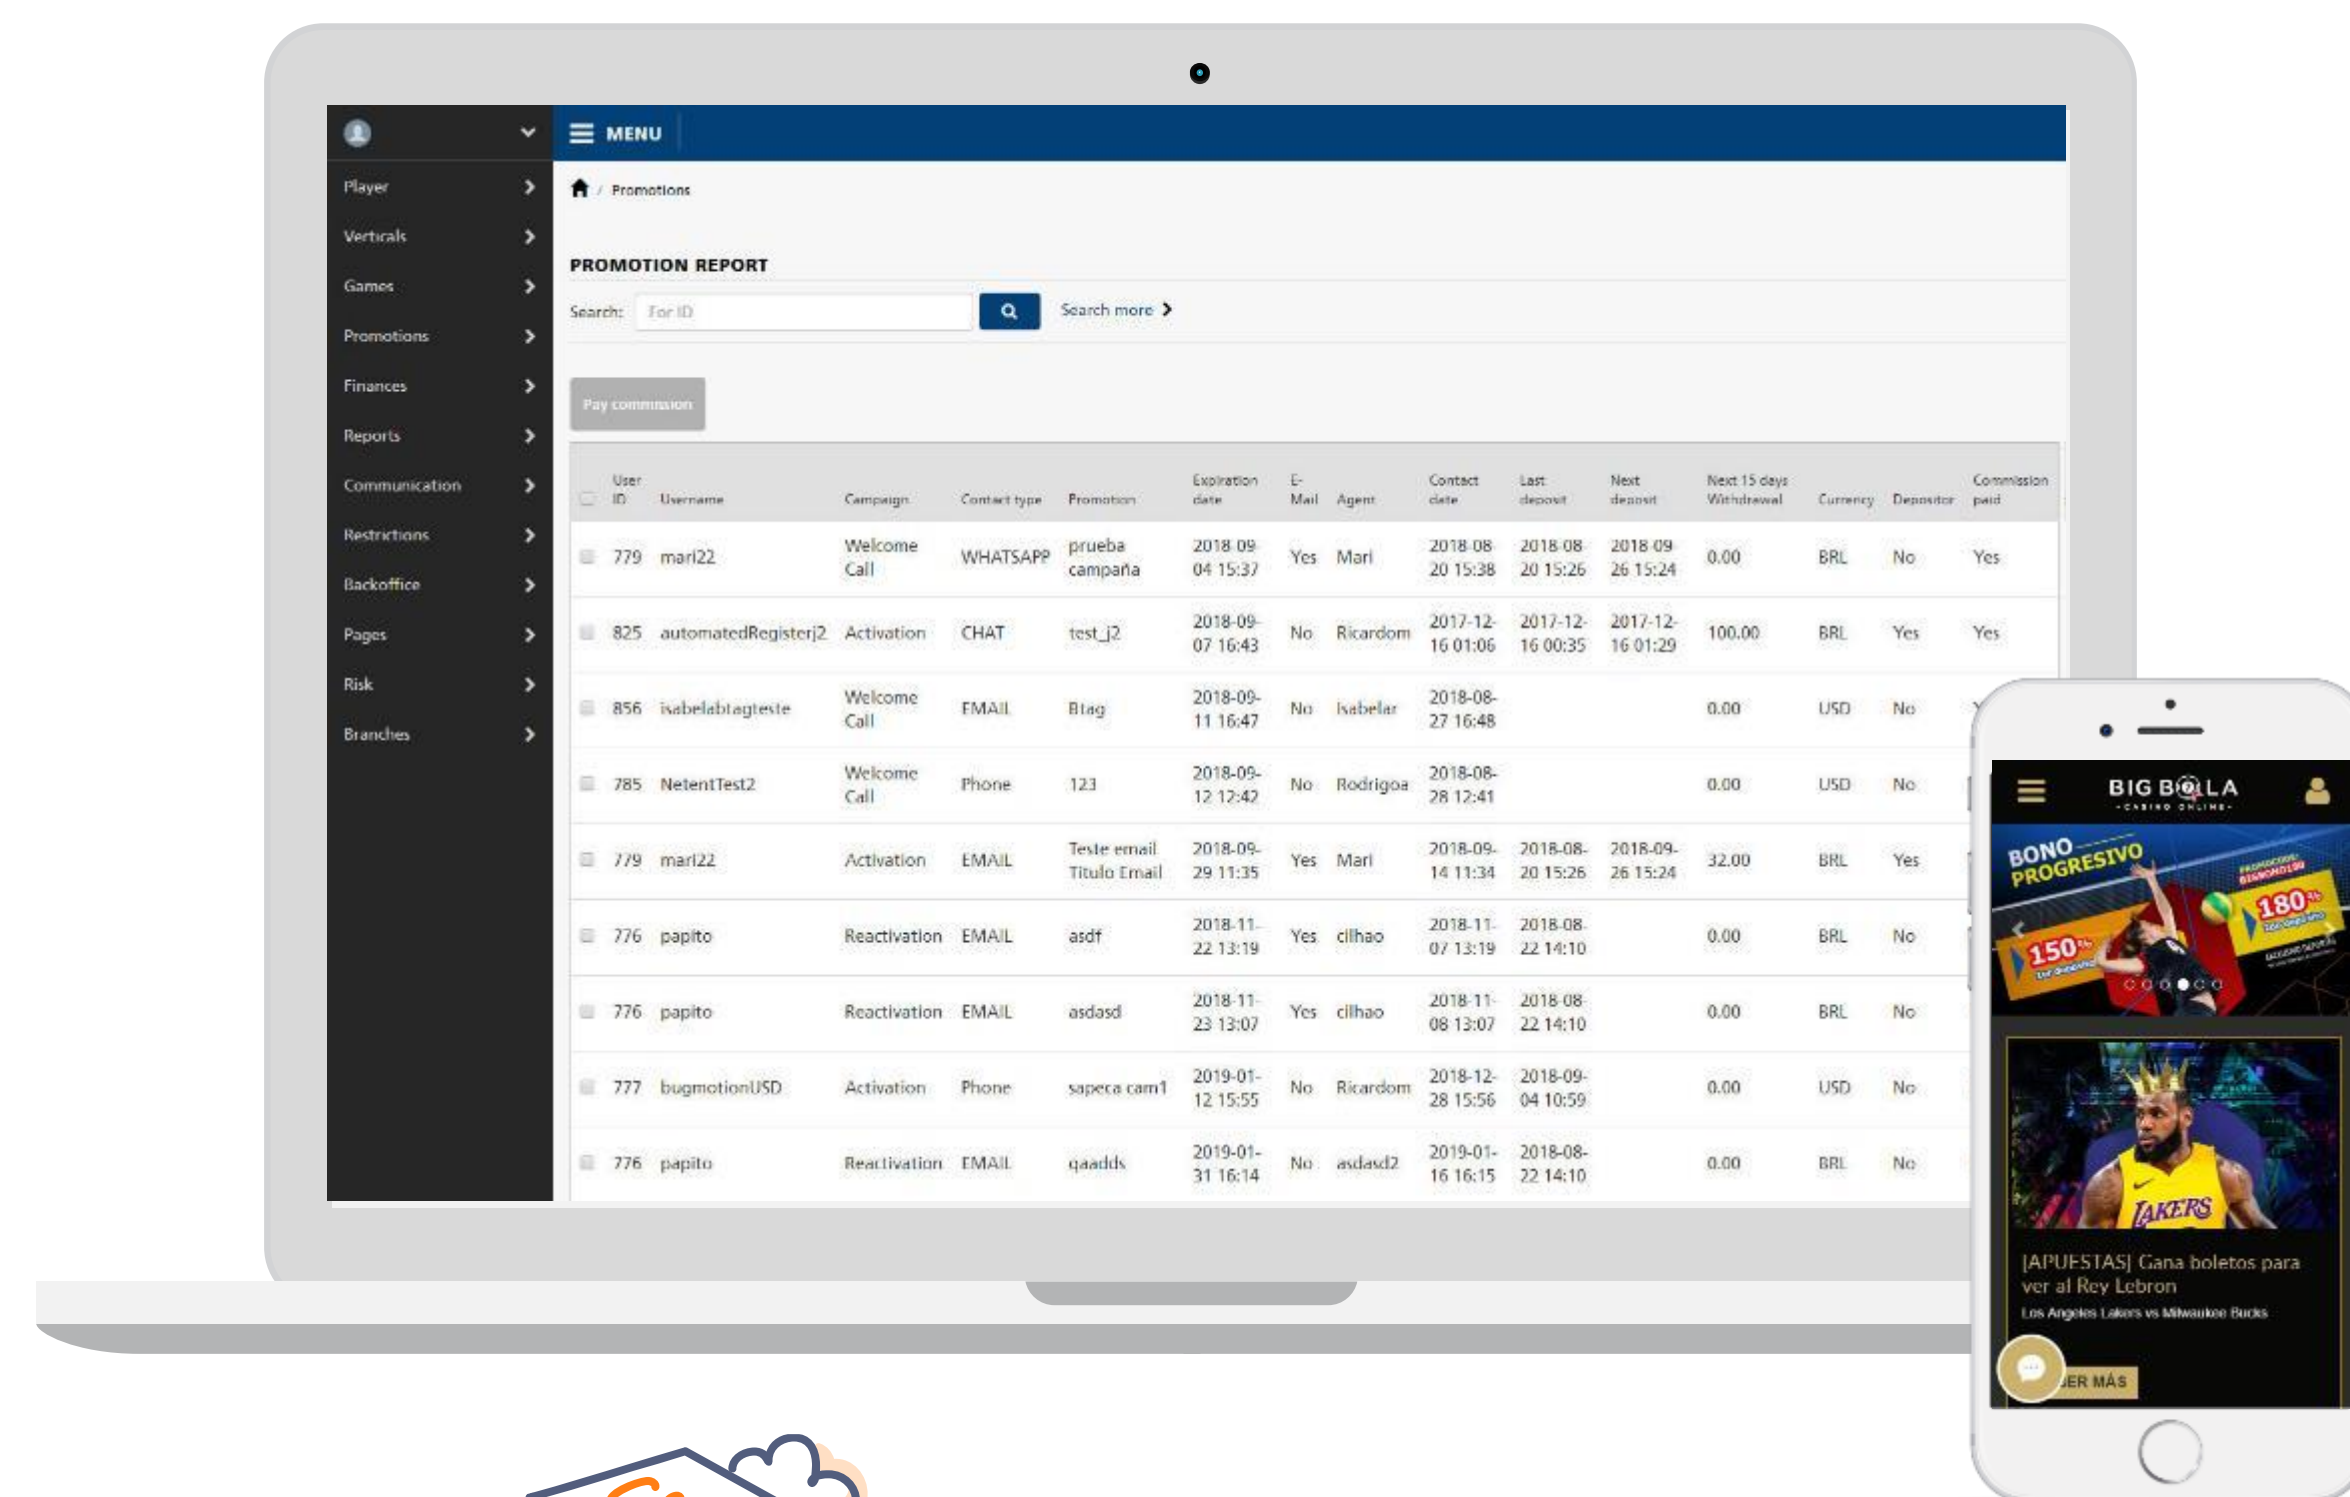 MENU
Player
Verticals
Games
Promotions
Finances
Reports
Communication
Restrictions
Backoffice
Pages
Risk
Branches
/ Promotions
PROMOTION REPORT
Search: For ID Search more
Pay commission
User ID Username Campaign Contact type Promotion Expiration date E-Mail Agent Contact date Last deposit Next deposit Next 15 days Withdrawal Currency Depositor Commission paid
779 mari22 Welcome Call WHATSAPP prueba campaña 2018-09-04 15:37 Yes Mari 2018-08-20 15:38 2018-08-20 15:26 2018-09-26 15:24 0.00 BRL No Yes
825 automatedRegisterj2 Activation CHAT test_j2 2018-09-07 16:43 No Ricardom 2017-12-16 01:06 2017-12-16 00:35 2017-12-16 01:29 100.00 BRL Yes Yes
856 isabelabtagteste Welcome Call EMAIL Btag 2018-09-11 16:47 No Isabelar 2018-08-27 16:48 0.00 USD No
785 NetentTest2 Welcome Call Phone 123 2018-09-12 12:42 No Rodrigoa 2018-08-28 12:41 0.00 USD No
779 mari22 Activation EMAIL Teste email Titulo Email 2018-09-29 11:35 Yes Mari 2018-09-14 11:34 2018-08-20 15:26 2018-09-26 15:24 32.00 BRL Yes
776 papito Reactivation EMAIL asdf 2018-11-22 13:19 Yes cilhao 2018-11-07 13:19 2018-08-22 14:10 0.00 BRL No
776 papito Reactivation EMAIL asdasd 2018-11-23 13:07 Yes cilhao 2018-11-08 13:07 2018-08-22 14:10 0.00 BRL No
777 bugmotionUSD Activation Phone sapeca cam1 2019-01-12 15:55 No Ricardom 2018-12-28 15:56 2018-09-04 10:59 0.00 USD No
776 papito Reactivation EMAIL qaadds 2019-01-31 16:14 No asdasd2 2019-01-16 16:15 2018-08-22 14:10 0.00 BRL No
BIG BOLA
-CASINO ONLINE-
BONO
PROGRESIVO
180%
150%
LAKERS
[APUESTAS] Gana boletos para
ver al Rey Lebron
Los Angeles Lakers vs Milwaukee Bucks
MÁS